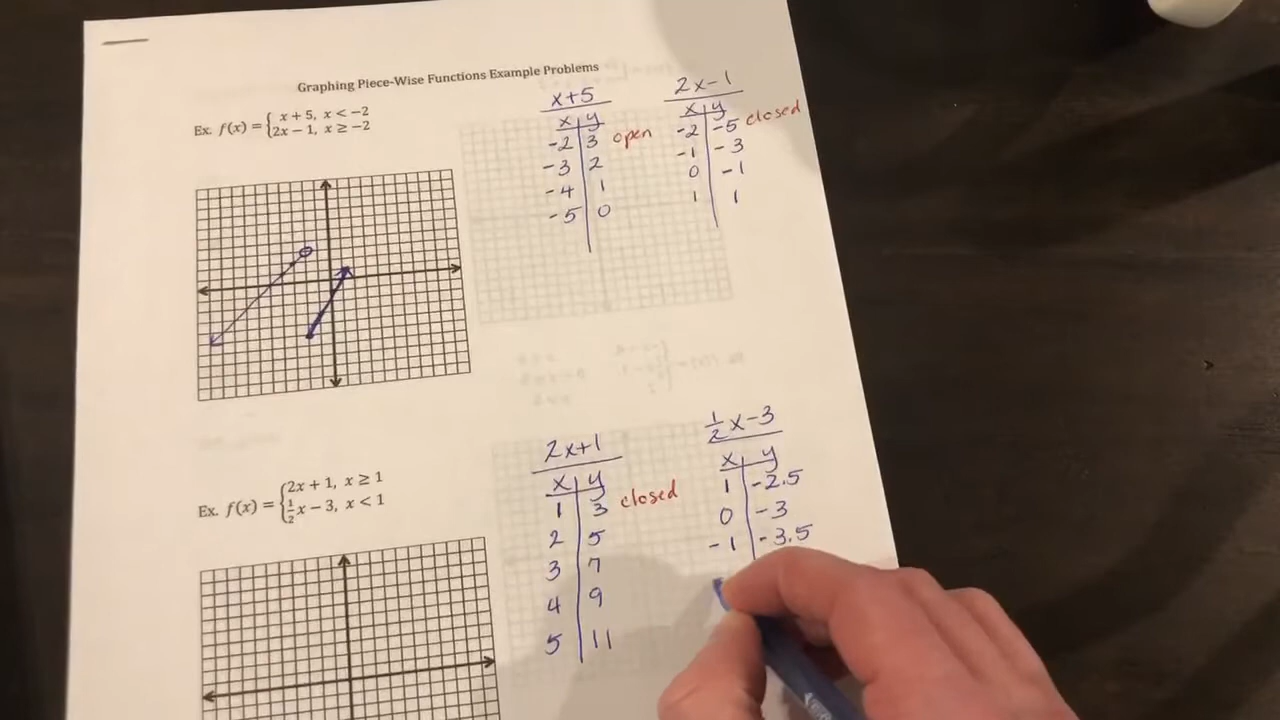 Graphing Piece-Wise Functions Example Problems
Ex. f(x) = { x + 5, x < −2
2x − 1, x ≥ −2
x+5
x y
-2 3 open
-3 2
-4 1
-5 0
2x-1
x y
-2 -5 closed
-1 -3
0 -1
1 1
Ex. f(x) = { 2x + 1, x ≥ 1
1/2 x − 3, x < 1
2x+1
x y
1 3 closed
2 5
3 7
4 9
5 11
1/2 x-3
x y
1 -2.5
0 -3
-1 -3.5